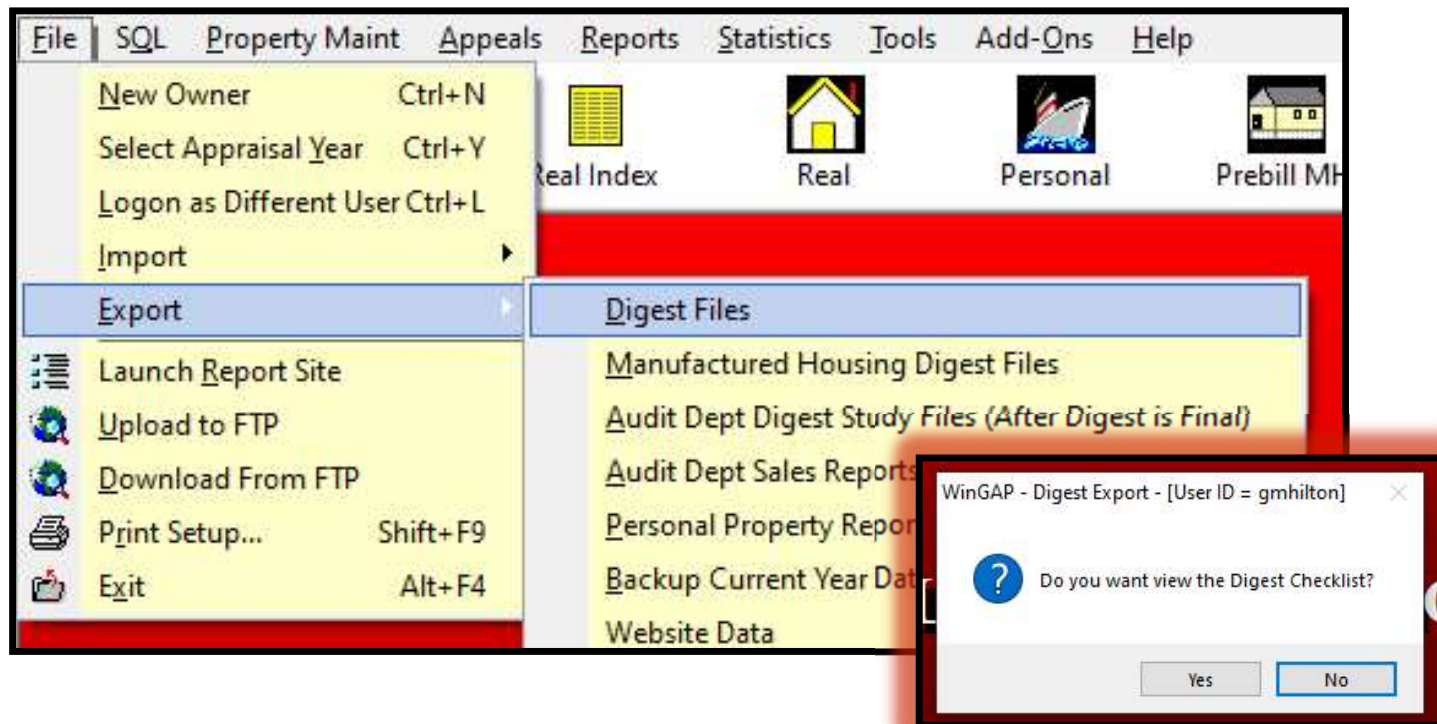 File SQL Property Maint Appeals Reports Statistics Tools Add-Ons Help
New Owner Ctrl+N
Select Appraisal Year Ctrl+Y
Logon as Different User Ctrl+L
Import
Export
Launch Report Site
Upload to FTP
Download From FTP
Print Setup... Shift+F9
Exit Alt+F4
Real Index Real Personal Prebill MH
Digest Files
Manufactured Housing Digest Files
Audit Dept Digest Study Files (After Digest is Final)
Audit Dept Sales Reports
Personal Property Repor
Backup Current Year Dat
Website Data
WinGAP - Digest Export - [User ID = gmhilton]
Do you want view the Digest Checklist?
Yes No